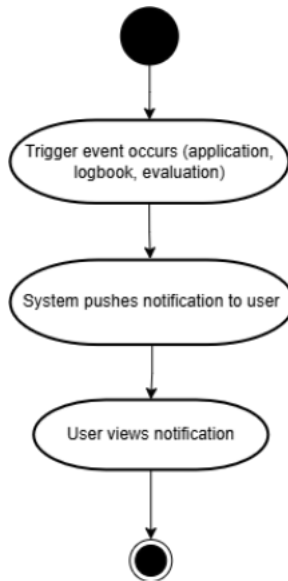 Trigger event occurs (application,
logbook, evaluation)
System pushes notification to user
User views notification